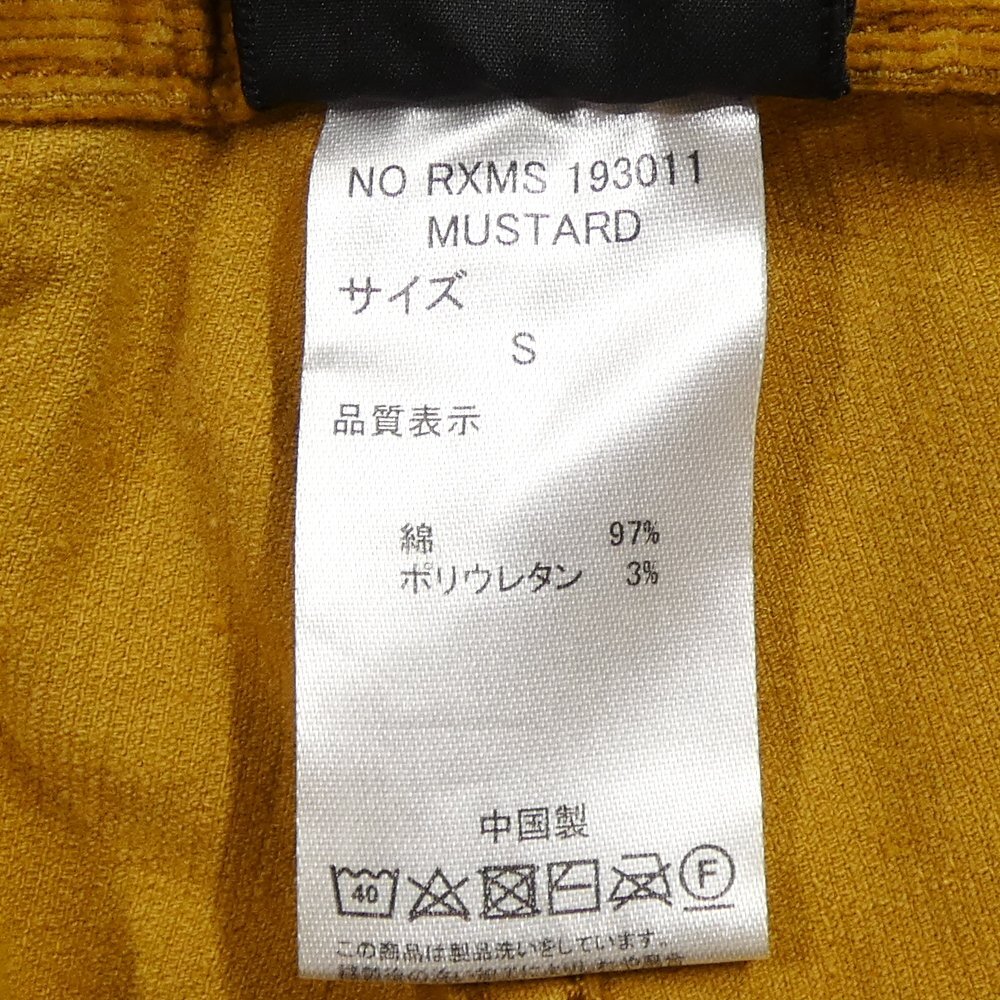 NO RXMS 193011
MUSTARD
サイズ
S
品質表示
綿 97%
ポリウレタン 3%
中国製
40
F
この商品は製品洗いをしています。